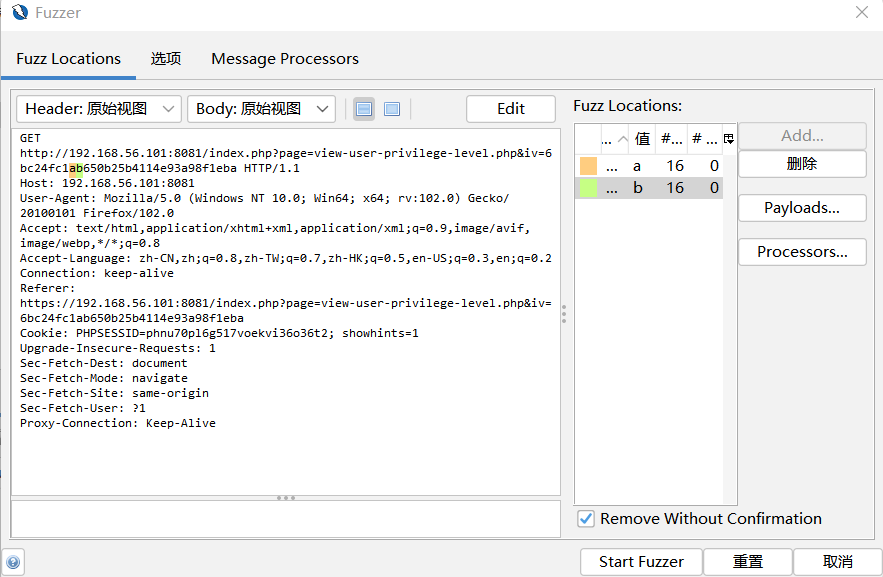 Fuzzer
Fuzz Locations 选项 Message Processors
Header: 原始视图 Body: 原始视图 Edit Fuzz Locations:
GET
http://192.168.56.101:8081/index.php?page=view-user-privilege-level.php&iv=6
bc24fc1ab650b25b4114e93a98f1eba HTTP/1.1
Host: 192.168.56.101:8081
User-Agent: Mozilla/5.0 (Windows NT 10.0; Win64; x64; rv:102.0) Gecko/
20100101 Firefox/102.0
Accept: text/html,application/xhtml+xml,application/xml;q=0.9,image/avif,
image/webp,*/*;q=0.8
Accept-Language: zh-CN,zh;q=0.8,zh-TW;q=0.7,zh-HK;q=0.5,en-US;q=0.3,en;q=0.2
Connection: keep-alive
Referer:
https://192.168.56.101:8081/index.php?page=view-user-privilege-level.php&iv=
6bc24fc1ab650b25b4114e93a98f1eba
Cookie: PHPSESSID=phnu70pl6g517voekvi36o36t2; showhints=1
Upgrade-Insecure-Requests: 1
Sec-Fetch-Dest: document
Sec-Fetch-Mode: navigate
Sec-Fetch-Site: same-origin
Sec-Fetch-User: ?1
Proxy-Connection: Keep-Alive
... 值 #... # ...
... a 16 0
... b 16 0
Add...
删除
Payloads...
Processors...
Remove Without Confirmation
Start Fuzzer 重置 取消